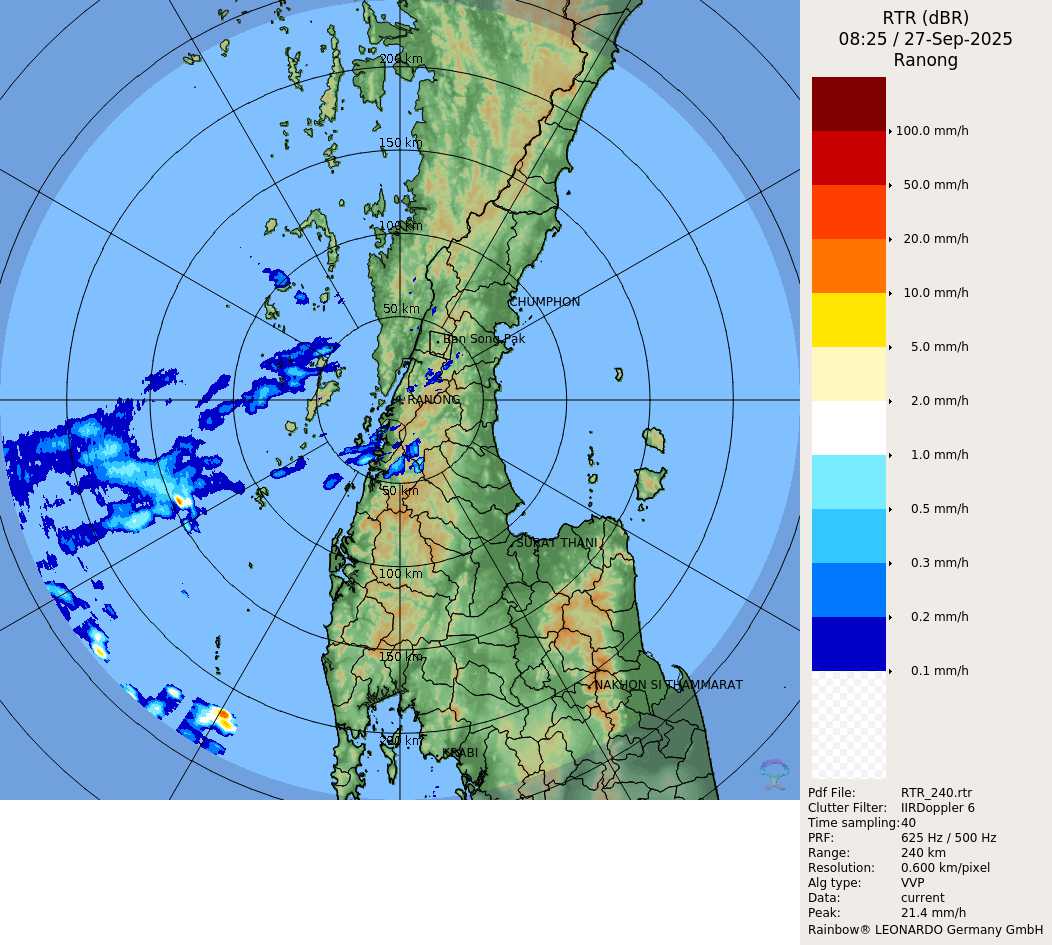 RTR (dBR)
08:25 / 27-Sep-2025
Ranong
200 km
150 km
100 km
50 km
CHUMPHON
Ban Song Pak
RANONG
50 km
SURAT THANI
100 km
150 km
NAKHON SI THAMMARAT
200 km
KRABI
100.0 mm/h
50.0 mm/h
20.0 mm/h
10.0 mm/h
5.0 mm/h
2.0 mm/h
1.0 mm/h
0.5 mm/h
0.3 mm/h
0.2 mm/h
0.1 mm/h
Pdf File: RTR_240.rtr
Clutter Filter: IIRDoppler 6
Time sampling:40
PRF: 625 Hz / 500 Hz
Range: 240 km
Resolution: 0.600 km/pixel
Alg type: VVP
Data: current
Peak: 21.4 mm/h
Rainbow® LEONARDO Germany GmbH